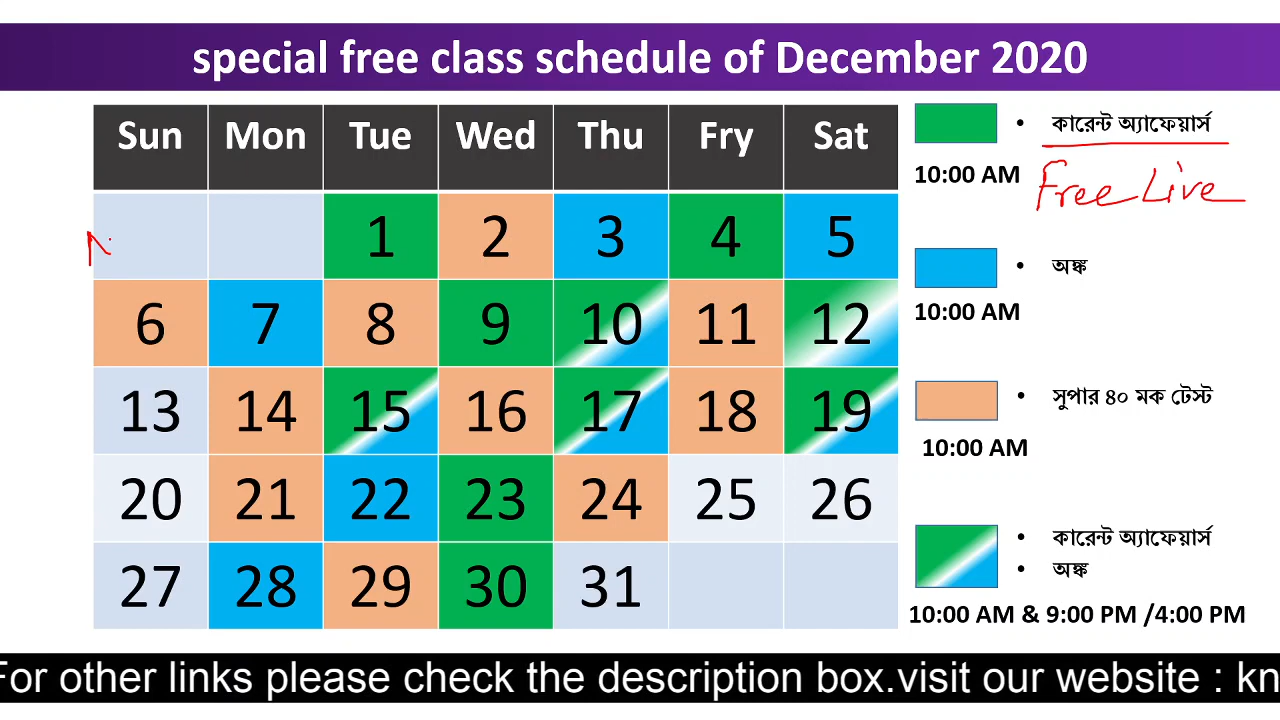 special free class schedule of December 2020
Sun Mon Tue Wed Thu Fry Sat
1 2 3 4 5
6 7 8 9 10 11 12
13 14 15 16 17 18 19
20 21 22 23 24 25 26
27 28 29 30 31
• কারেন্ট অ্যাফেয়ার্স
10:00 AM
Free Live
• অঙ্ক
10:00 AM
• সুপার ৪০ মক টেস্ট
10:00 AM
• কারেন্ট অ্যাফেয়ার্স
• অঙ্ক
10:00 AM & 9:00 PM /4:00 PM
For other links please check the description box.visit our website : kn